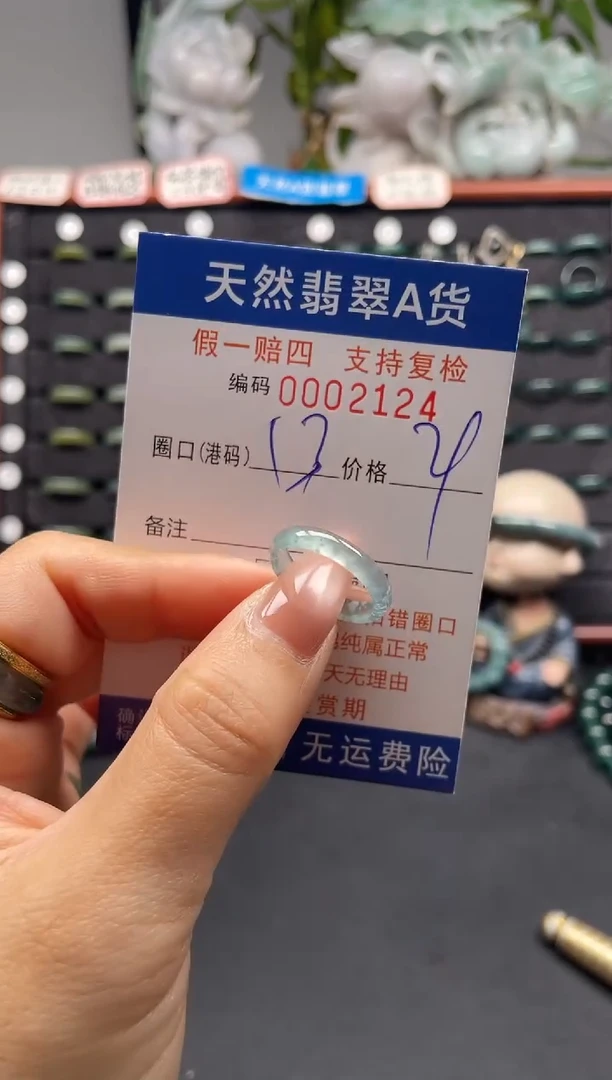 天然翡翠A货
假一赔四 支持复检
编码 0002124
圈口(港码) 价格
备注
错圈口
纯属正常
天无理由
赏期
无运费险